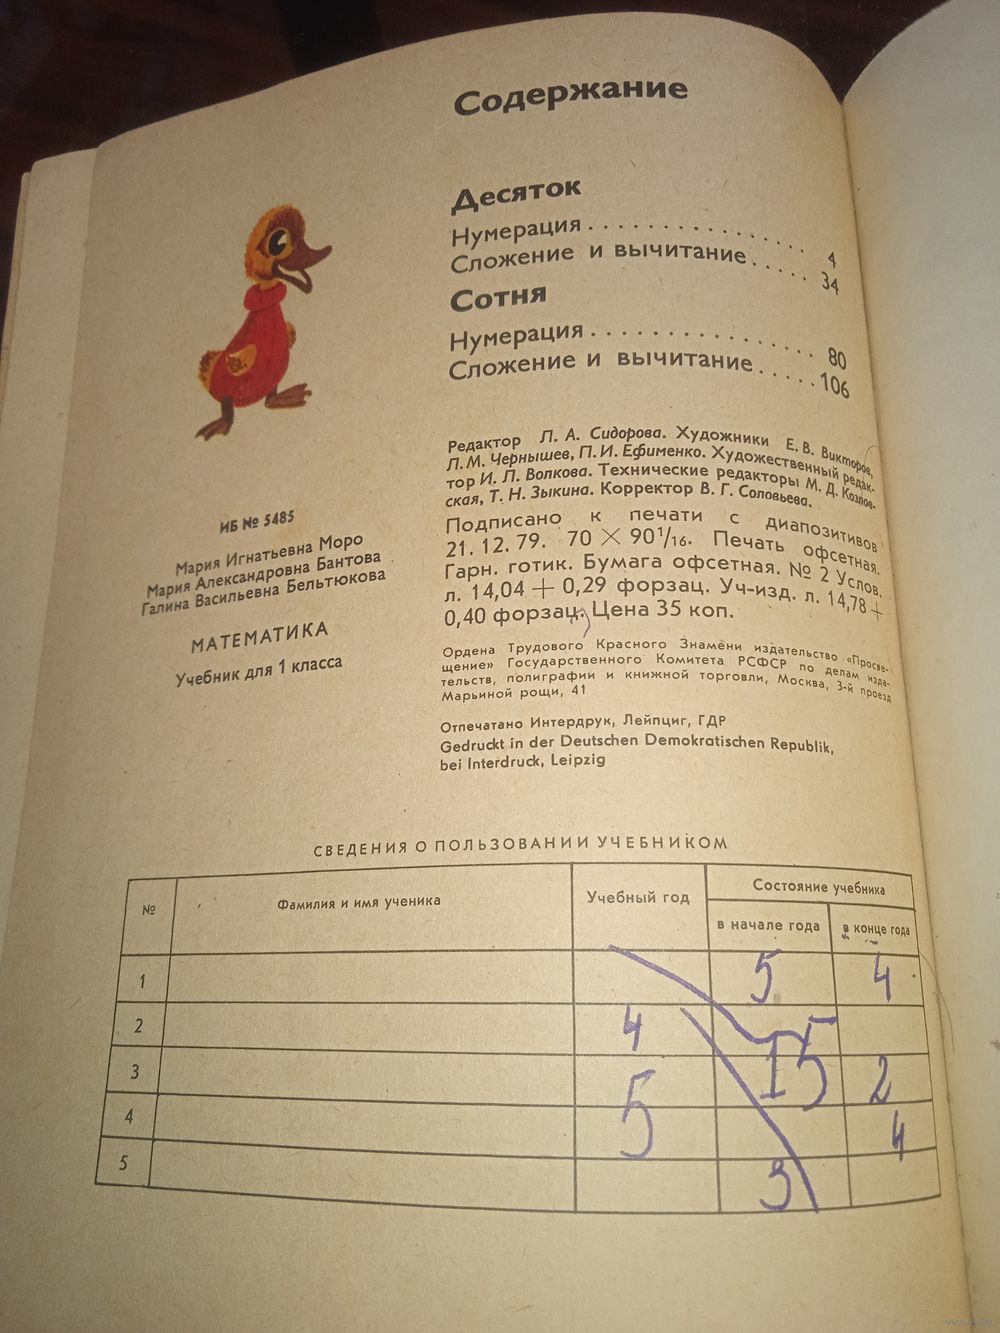 Содержание
Десяток
Нумерация . . . . . . . . . . . . . . . . 4
Сложение и вычитание . . . . . 34
Сотня
Нумерация . . . . . . . . . . . . . . . . 80
Сложение и вычитание . . . . . 106
Редактор Л. А. Сидорова. Художники Е. В. Викторов,
Л. М. Чернышев, П. И. Ефименко. Художественный редак-
тор И. Л. Волкова. Технические редакторы М. Д. Козлов-
ская, Т. Н. Зыкина. Корректор В. Г. Соловьева.
Подписано к печати с диапозитивов
21. 12. 79. 70 × 90 1/16. Печать офсетная.
Гарн. готик. Бумага офсетная. № 2 Услов.
л. 14,04 + 0,29 форзац. Уч-изд. л. 14,78 +
0,40 форзац. Цена 35 коп.
Ордена Трудового Красного Знамени издательство «Просве-
щение» Государственного Комитета РСФСР по делам изда-
тельств, полиграфии и книжной торговли, Москва, 3-й проезд
Марьиной рощи, 41
Отпечатано Интердрук, Лейпциг, ГДР
Gedruckt in der Deutschen Demokratischen Republik,
bei Interdruck, Leipzig
ИБ № 5485
Мария Игнатьевна Моро
Мария Александровна Бантова
Галина Васильевна Бельтюкова
МАТЕМАТИКА
Учебник для 1 класса
СВЕДЕНИЯ О ПОЛЬЗОВАНИИ УЧЕБНИКОМ
№ Фамилия и имя ученика Учебный год Состояние учебника
в начале года в конце года
1 5 4
2 4
3 5 15 2
4 4
5 3